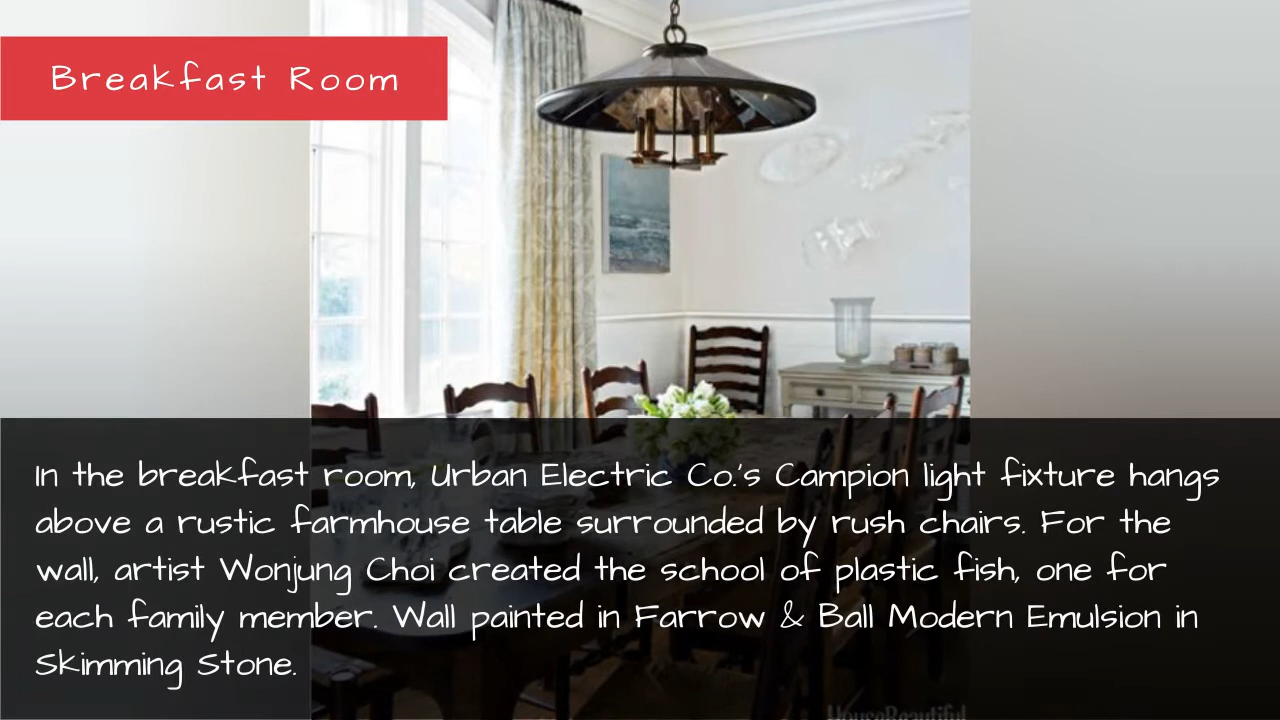 Breakfast Room
In the breakfast room, Urban Electric Co.'s Campion light fixture hangs
above a rustic farmhouse table surrounded by rush chairs. For the
wall, artist Wonjung Choi created the school of plastic fish, one for
each family member. Wall painted in Farrow & Ball Modern Emulsion in
Skimming Stone.
HouseBeautiful